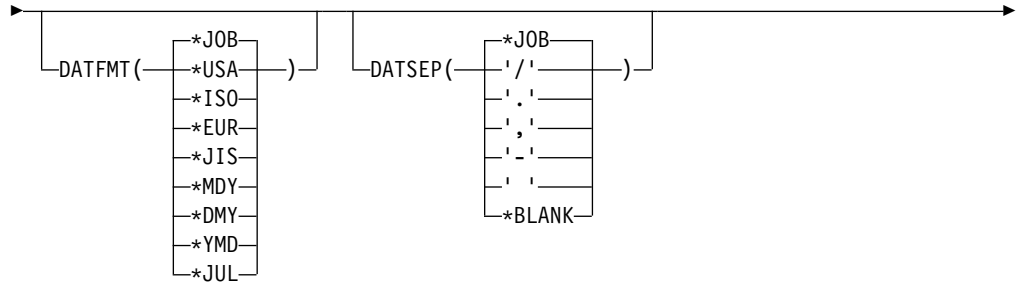 *JOB *JOB
DATFMT( *USA ) DATSEP( '/' )
*ISO '.'
*EUR ','
*JIS '-'
*MDY ' '
*DMY *BLANK
*YMD
*JUL